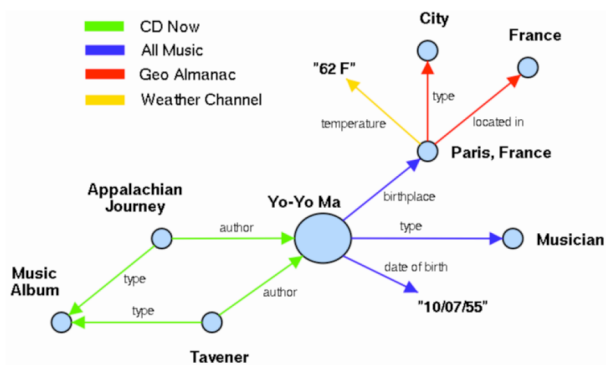 CD Now
All Music
Geo Almanac
Weather Channel
City
France
"62 F"
type
temperature
located in
Paris, France
Appalachian
Journey
Yo-Yo Ma
birthplace
author
type
Musician
Music
Album
type
date of birth
author
type
"10/07/55"
Tavener